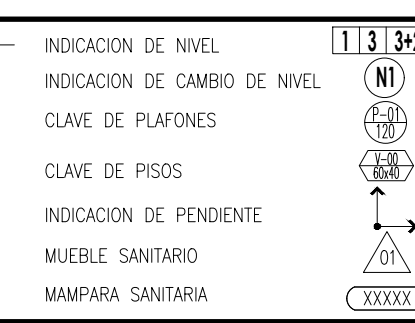 INDICACION DE NIVEL 1 3 3+2
INDICACION DE CAMBIO DE NIVEL N1
CLAVE DE PLAFONES P-01 120
CLAVE DE PISOS V-00 60x40
INDICACION DE PENDIENTE
MUEBLE SANITARIO 01
MAMPARA SANITARIA XXXXX